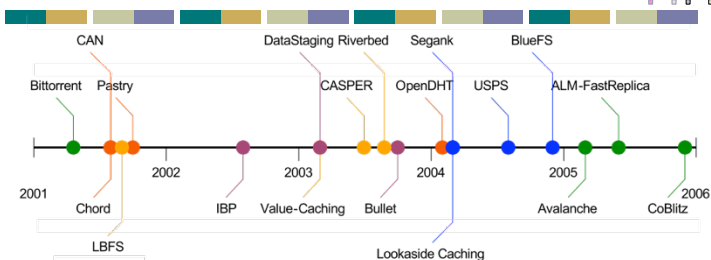 CAN DataStaging Riverbed Segank BlueFS
Bittorrent Pastry CASPER OpenDHT USPS ALM-FastReplica
2001 2002 2003 2004 2005 2006
Chord IBP Value-Caching Bullet Avalanche CoBlitz
LBFS Lookaside Caching